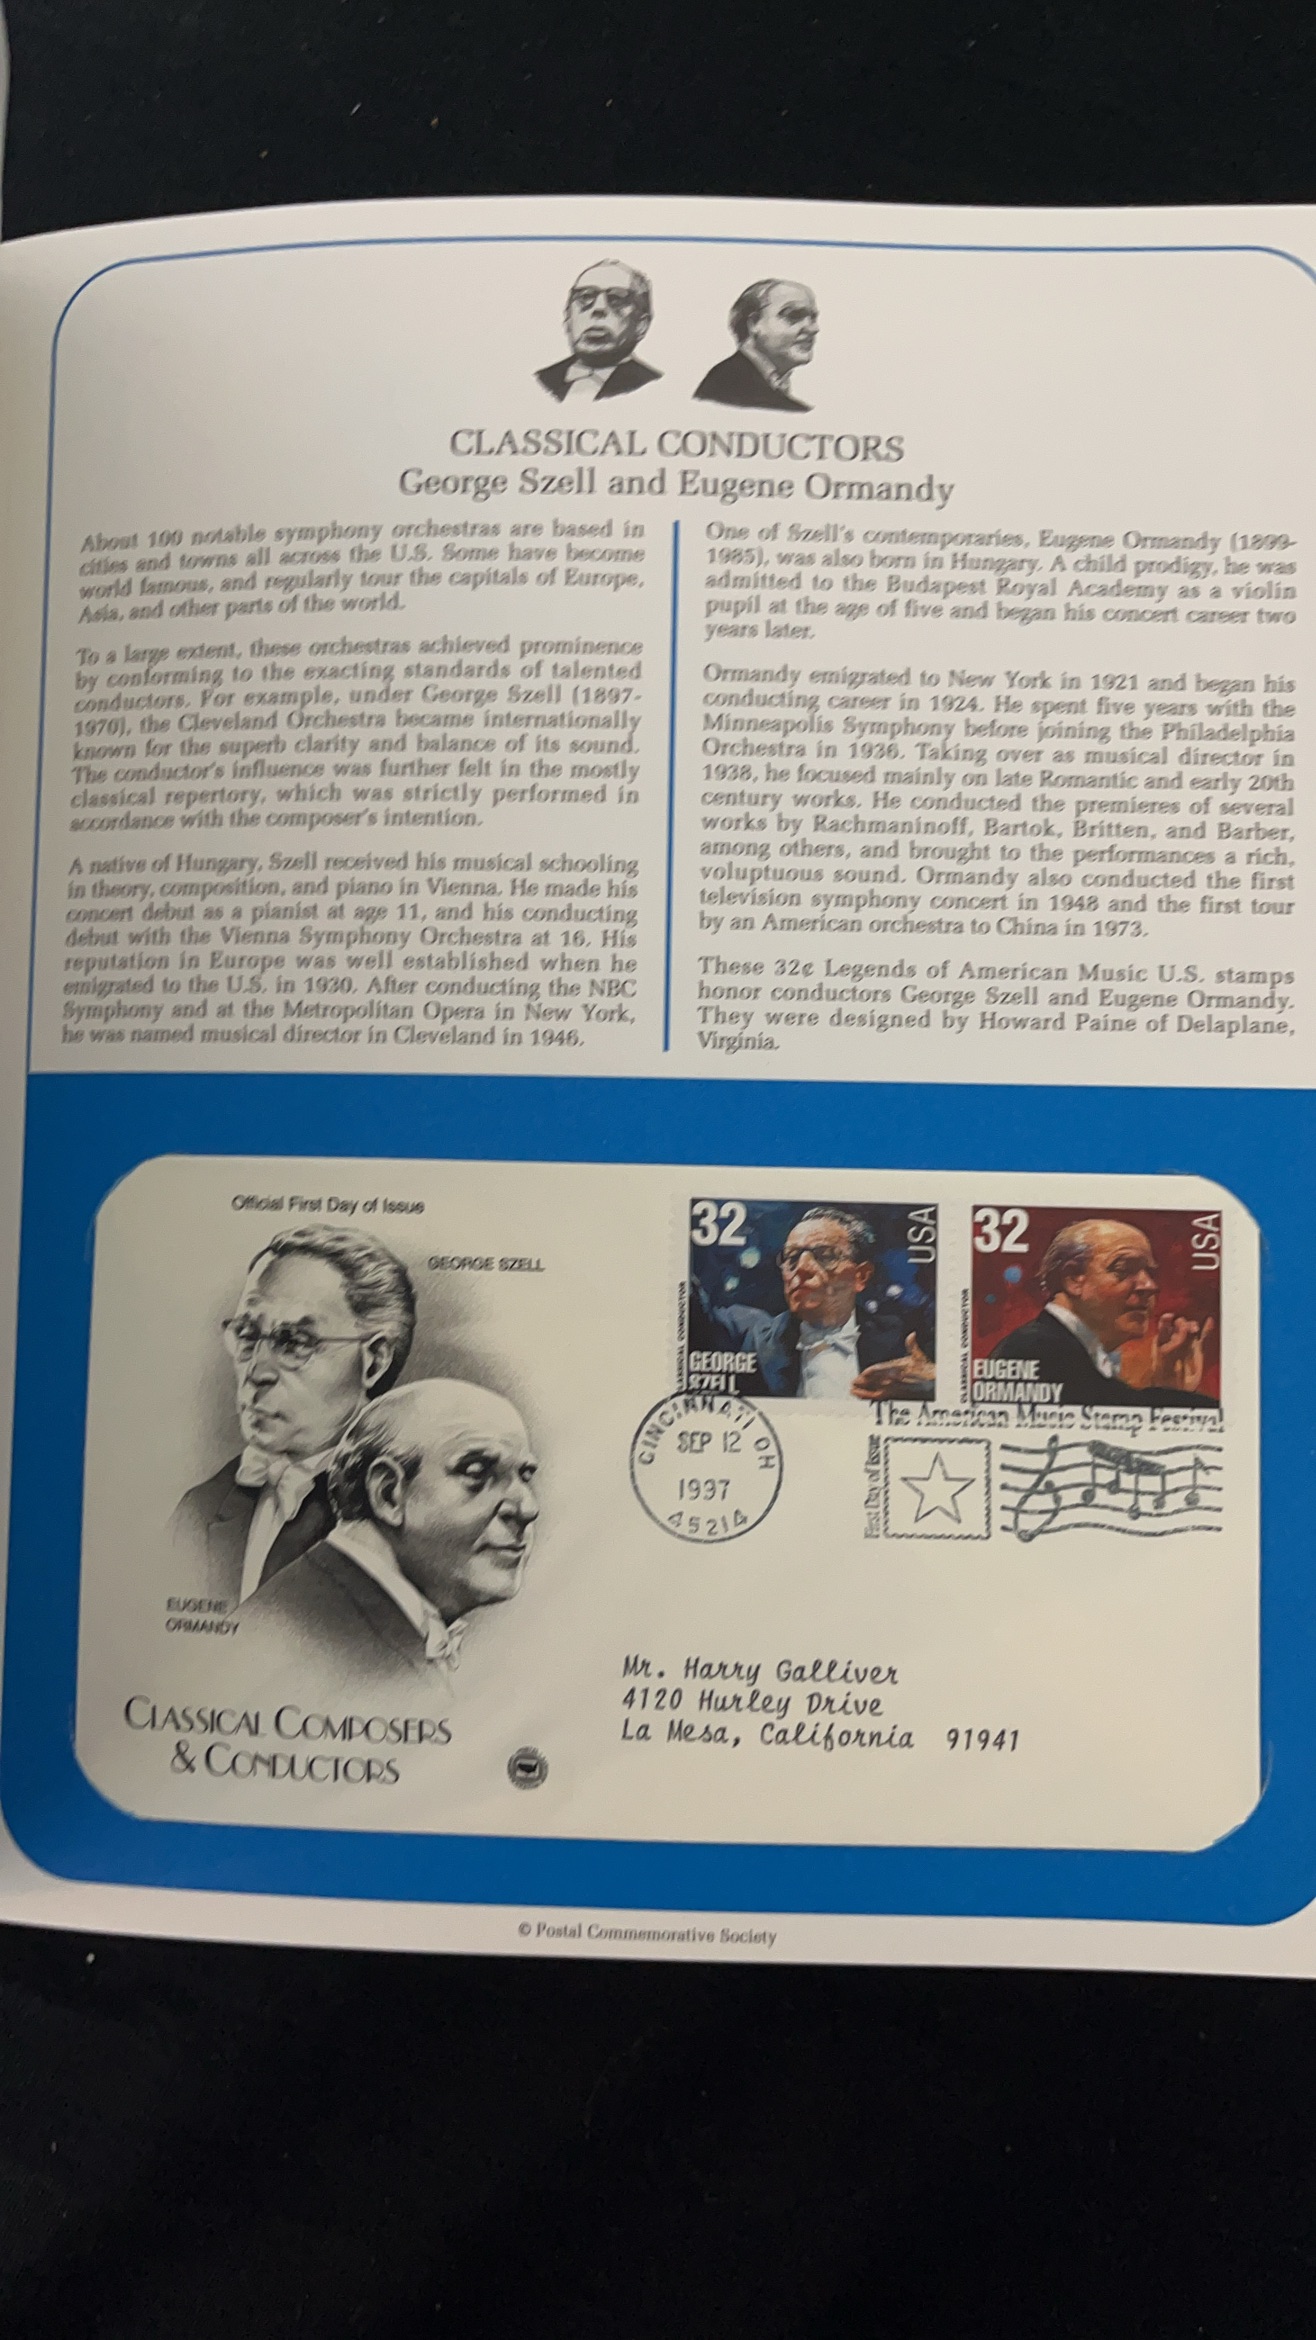 CLASSICAL CONDUCTORS
George Szell and Eugene Ormandy
About 100 notable symphony orchestras are based in
cities and towns all across the U.S. Some have become
world famous, and regularly tour the capitals of Europe,
Asia, and other parts of the world.
To a large extent, these orchestras achieved prominence
by conforming to the exacting standards of talented
conductors. For example, under George Szell (1897-
1970), the Cleveland Orchestra became internationally
known for the superb clarity and balance of its sound.
The conductor's influence was further felt in the mostly
classical repertory, which was strictly performed in
accordance with the composer's intention.
A native of Hungary, Szell received his musical schooling
in theory, composition, and piano in Vienna. He made his
concert debut as a pianist at age 11, and his conducting
debut with the Vienna Symphony Orchestra at 16. His
reputation in Europe was well established when he
emigrated to the U.S. in 1930. After conducting the NBC
Symphony and at the Metropolitan Opera in New York,
he was named musical director in Cleveland in 1946.
One of Szell's contemporaries, Eugene Ormandy (1899-
1985), was also born in Hungary. A child prodigy, he was
admitted to the Budapest Royal Academy as a violin
pupil at the age of five and began his concert career two
years later.
Ormandy emigrated to New York in 1921 and began his
conducting career in 1924. He spent five years with the
Minneapolis Symphony before joining the Philadelphia
Orchestra in 1936. Taking over as musical director in
1938, he focused mainly on late Romantic and early 20th
century works. He conducted the premieres of several
works by Rachmaninoff, Bartok, Britten, and Barber,
among others, and brought to the performances a rich,
voluptuous sound. Ormandy also conducted the first
television symphony concert in 1948 and the first tour
by an American orchestra to China in 1973.
These 32¢ Legends of American Music U.S. stamps
honor conductors George Szell and Eugene Ormandy.
They were designed by Howard Paine of Delaplane,
Virginia.
Official First Day of Issue
GEORGE SZELL
EUGENE
ORMANDY
CLASSICAL COMPOSERS
& CONDUCTORS
32
USA
CLASSICAL CONDUCTOR
GEORGE
SZELL
32
USA
CLASSICAL CONDUCTOR
EUGENE
ORMANDY
CINCINNATI OH
SEP 12
1997
45214
The American Music Stamp Festival
First Day of Issue
Mr. Harry Galliver
4120 Hurley Drive
La Mesa, California 91941
© Postal Commemorative Society